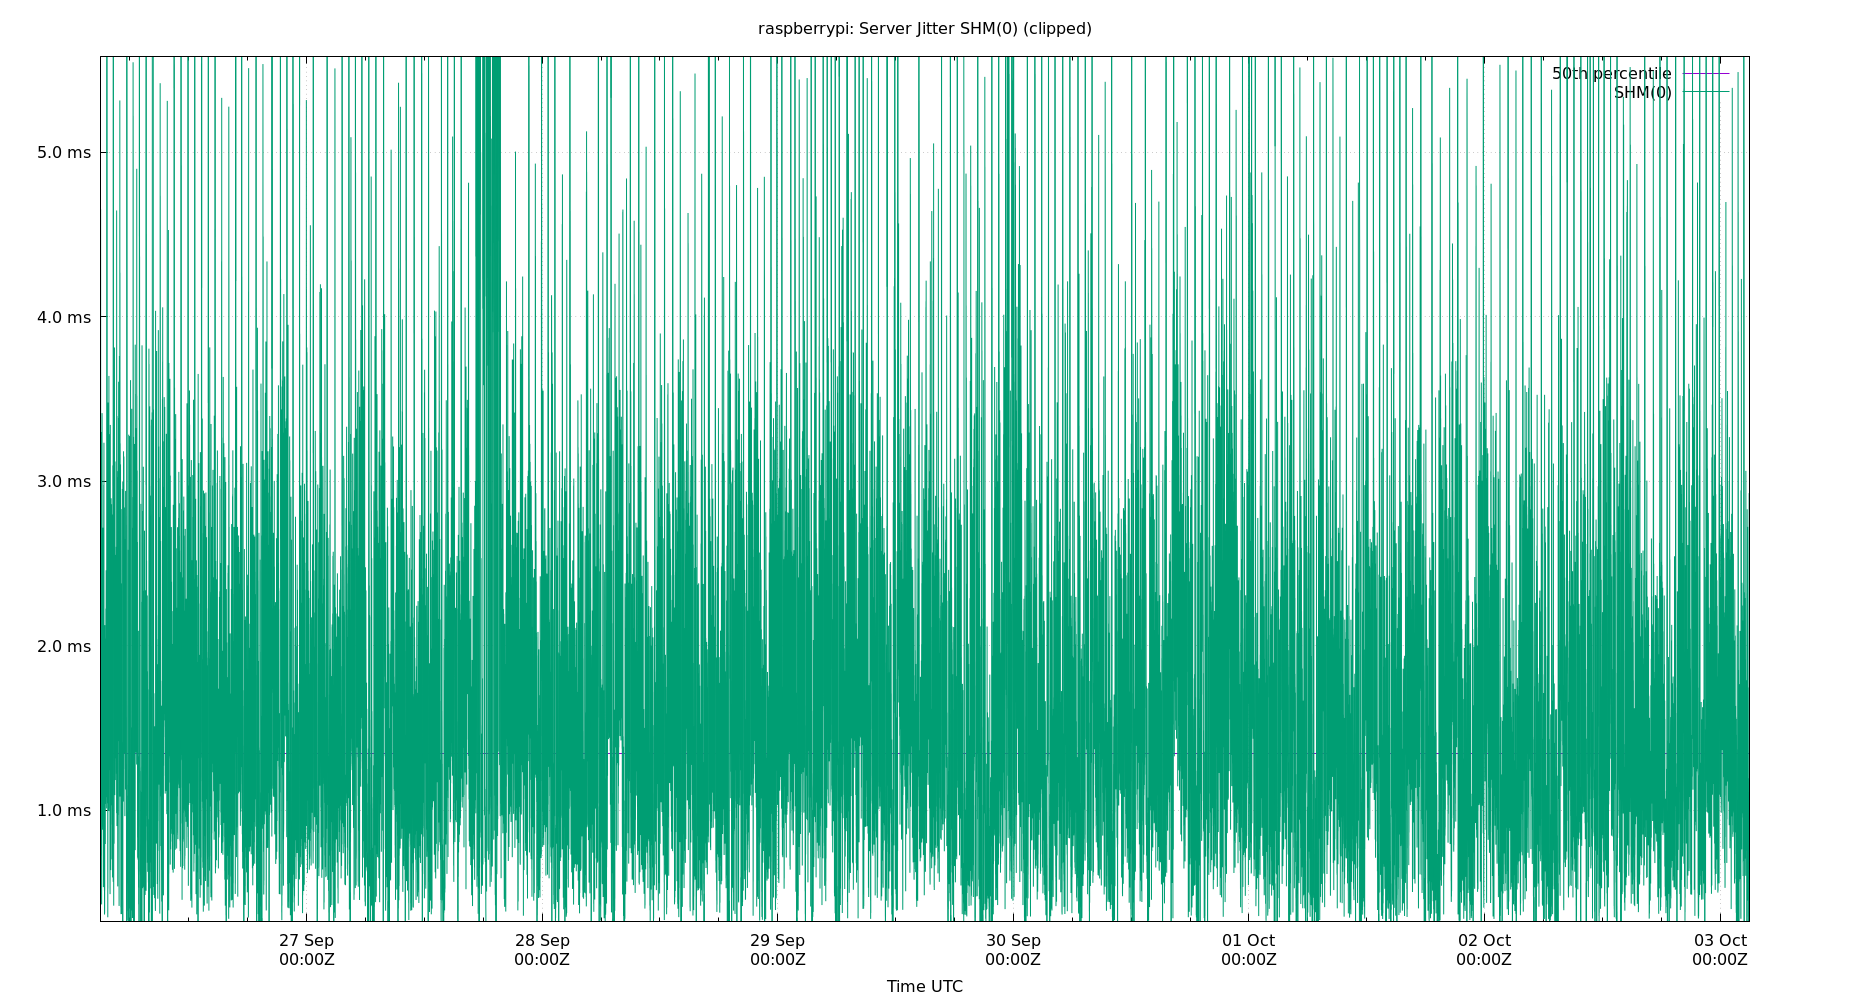 raspberrypi: Server Jitter SHM(0) (clipped)
50th percentile
SHM(0)
5.0 ms
4.0 ms
3.0 ms
2.0 ms
1.0 ms
27 Sep 28 Sep 29 Sep 30 Sep 01 Oct 02 Oct 03 Oct
00:00Z 00:00Z 00:00Z 00:00Z 00:00Z 00:00Z 00:00Z
Time UTC